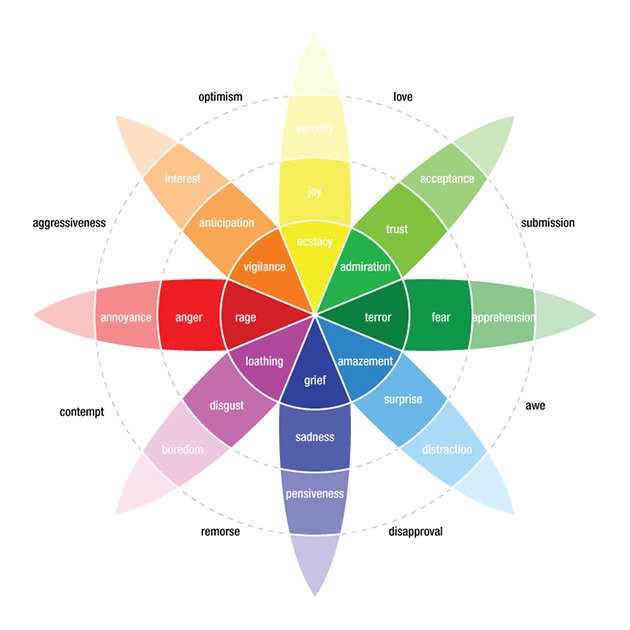 optimism
love
serenity
interest
acceptance
joy
aggressiveness
anticipation
trust
submission
ecstacy
vigilance
admiration
annoyance
anger
rage
terror
fear
apprehension
loathing
amazement
grief
contempt
disgust
surprise
awe
sadness
boredom
distraction
pensiveness
remorse
disapproval